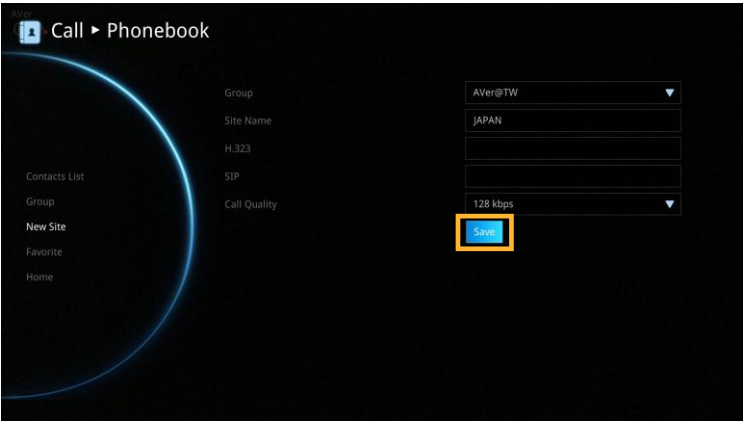 AVer
Call ► Phonebook
Group AVer@TW ▼
Site Name JAPAN
H.323
SIP
Call Quality 128 kbps ▼
Save
Contacts List
Group
New Site
Favorite
Home